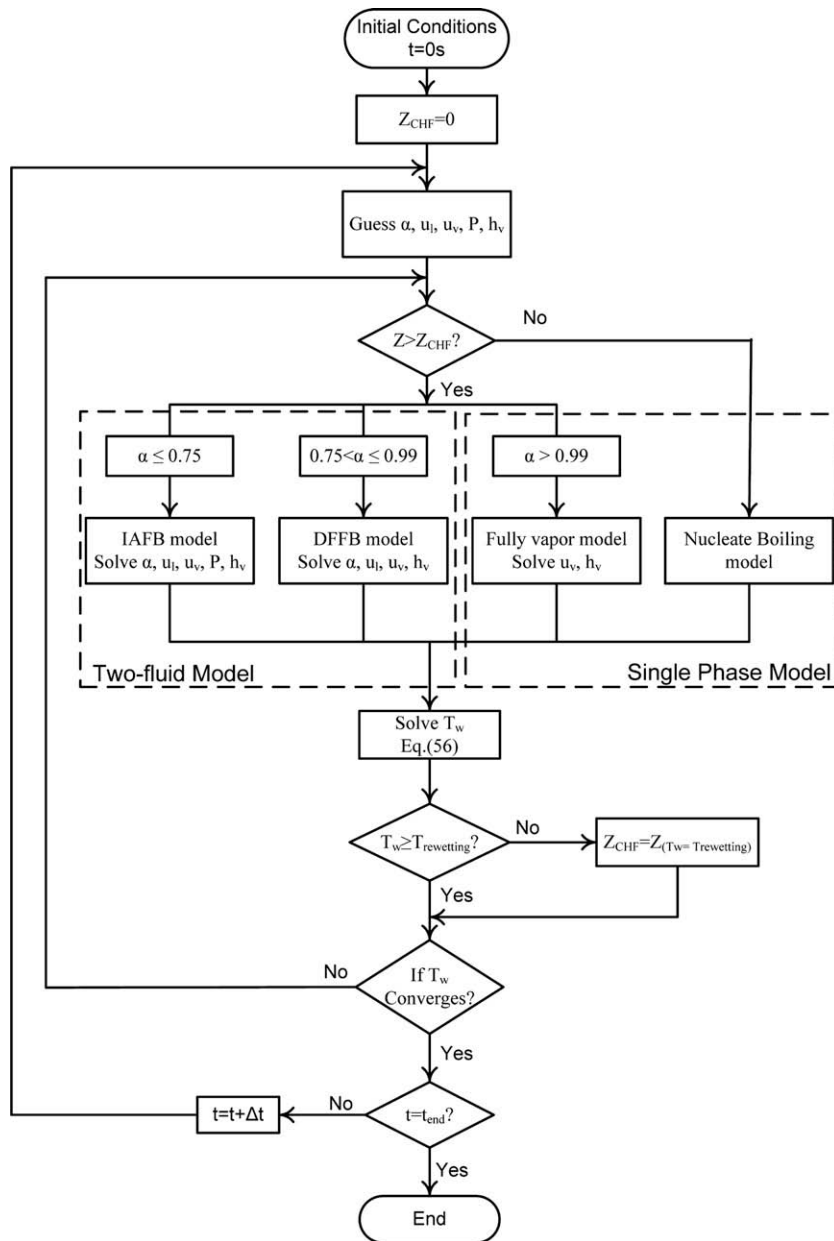 Initial Conditions
t=0s
Z_CHF=0
Guess α, u_l, u_v, P, h_v
Z>Z_CHF?
No
Yes
α ≤ 0.75
0.75<α ≤ 0.99
α > 0.99
IAFB model
Solve α, u_l, u_v, P, h_v
DFFB model
Solve α, u_l, u_v, h_v
Fully vapor model
Solve u_v, h_v
Nucleate Boiling
model
Two-fluid Model
Single Phase Model
Solve T_w
Eq.(56)
T_w≥T_rewetting?
No
Z_CHF=Z_(Tw= Trewetting)
Yes
If T_w
Converges?
No
Yes
t=t_end?
No
t=t+Δt
Yes
End